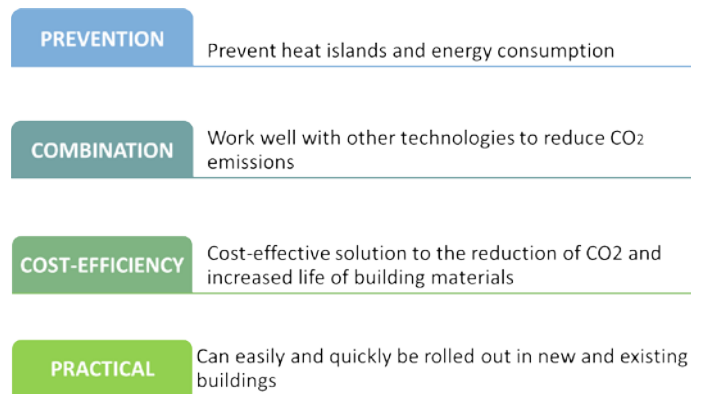 PREVENTION
Prevent heat islands and energy consumption
COMBINATION
Work well with other technologies to reduce CO2
emissions
COST-EFFICIENCY
Cost-effective solution to the reduction of CO2 and
increased life of building materials
PRACTICAL
Can easily and quickly be rolled out in new and existing
buildings